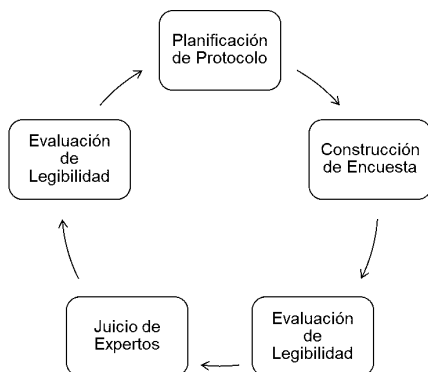 Planificación
de Protocolo
Construcción
de Encuesta
Evaluación
de
Legibilidad
Juicio de
Expertos
Evaluación
de
Legibilidad